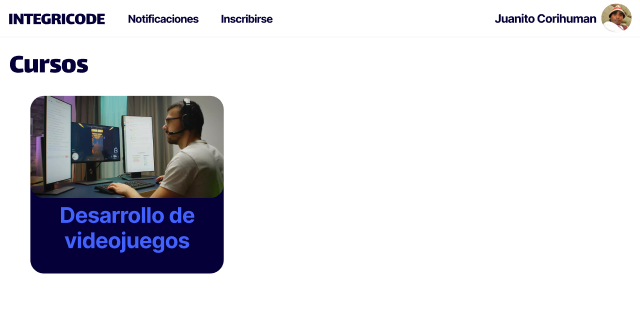 INTEGRICODE
Notificaciones
Inscribirse
Juanito Corihuman
Cursos
Desarrollo de
videojuegos